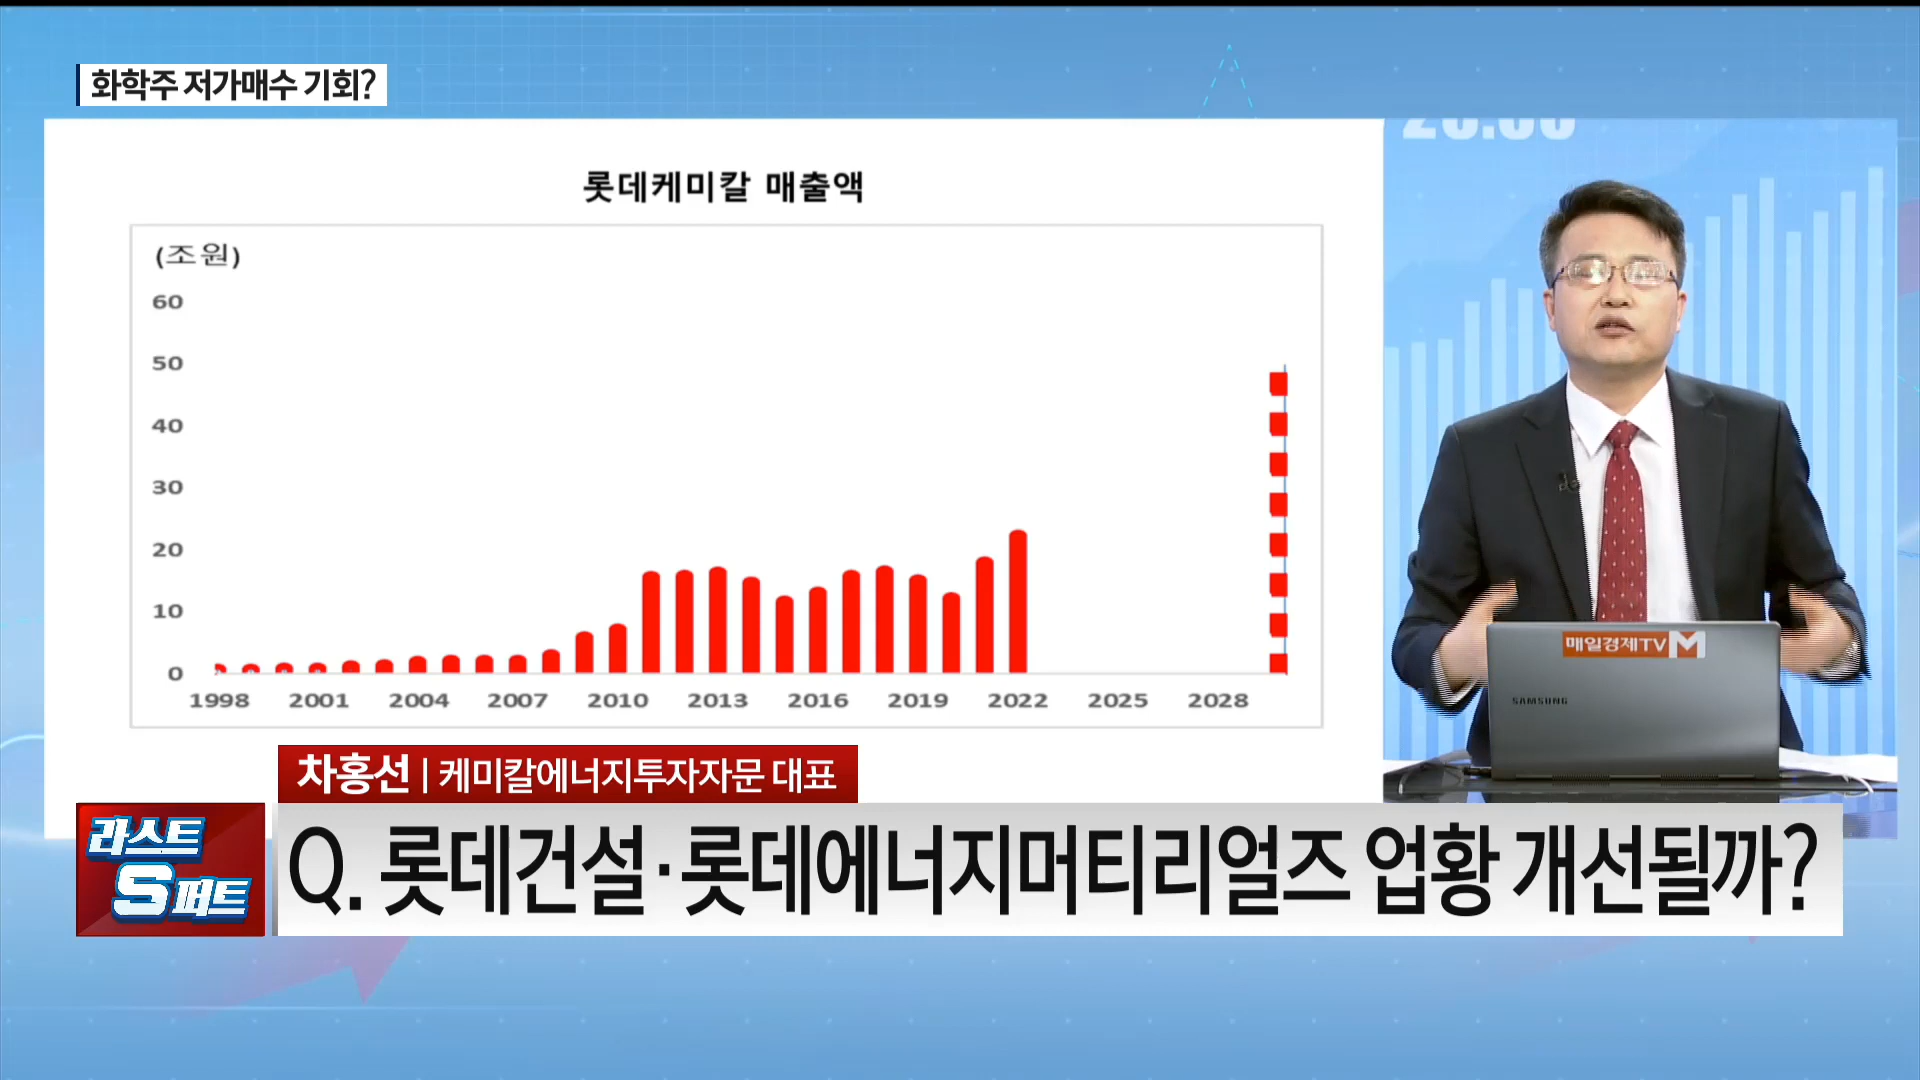 화학주 저가매수 기회?
롯데케미칼 매출액
(조원)
60
50
40
30
20
10
0
1998 2001 2004 2007 2010 2013 2016 2019 2022 2025 2028
매일경제TV M
SAMSUNG
차홍선 | 케미칼에너지투자자문 대표
라스트
S퍼트
Q. 롯데건설·롯데에너지머티리얼즈 업황 개선될까?